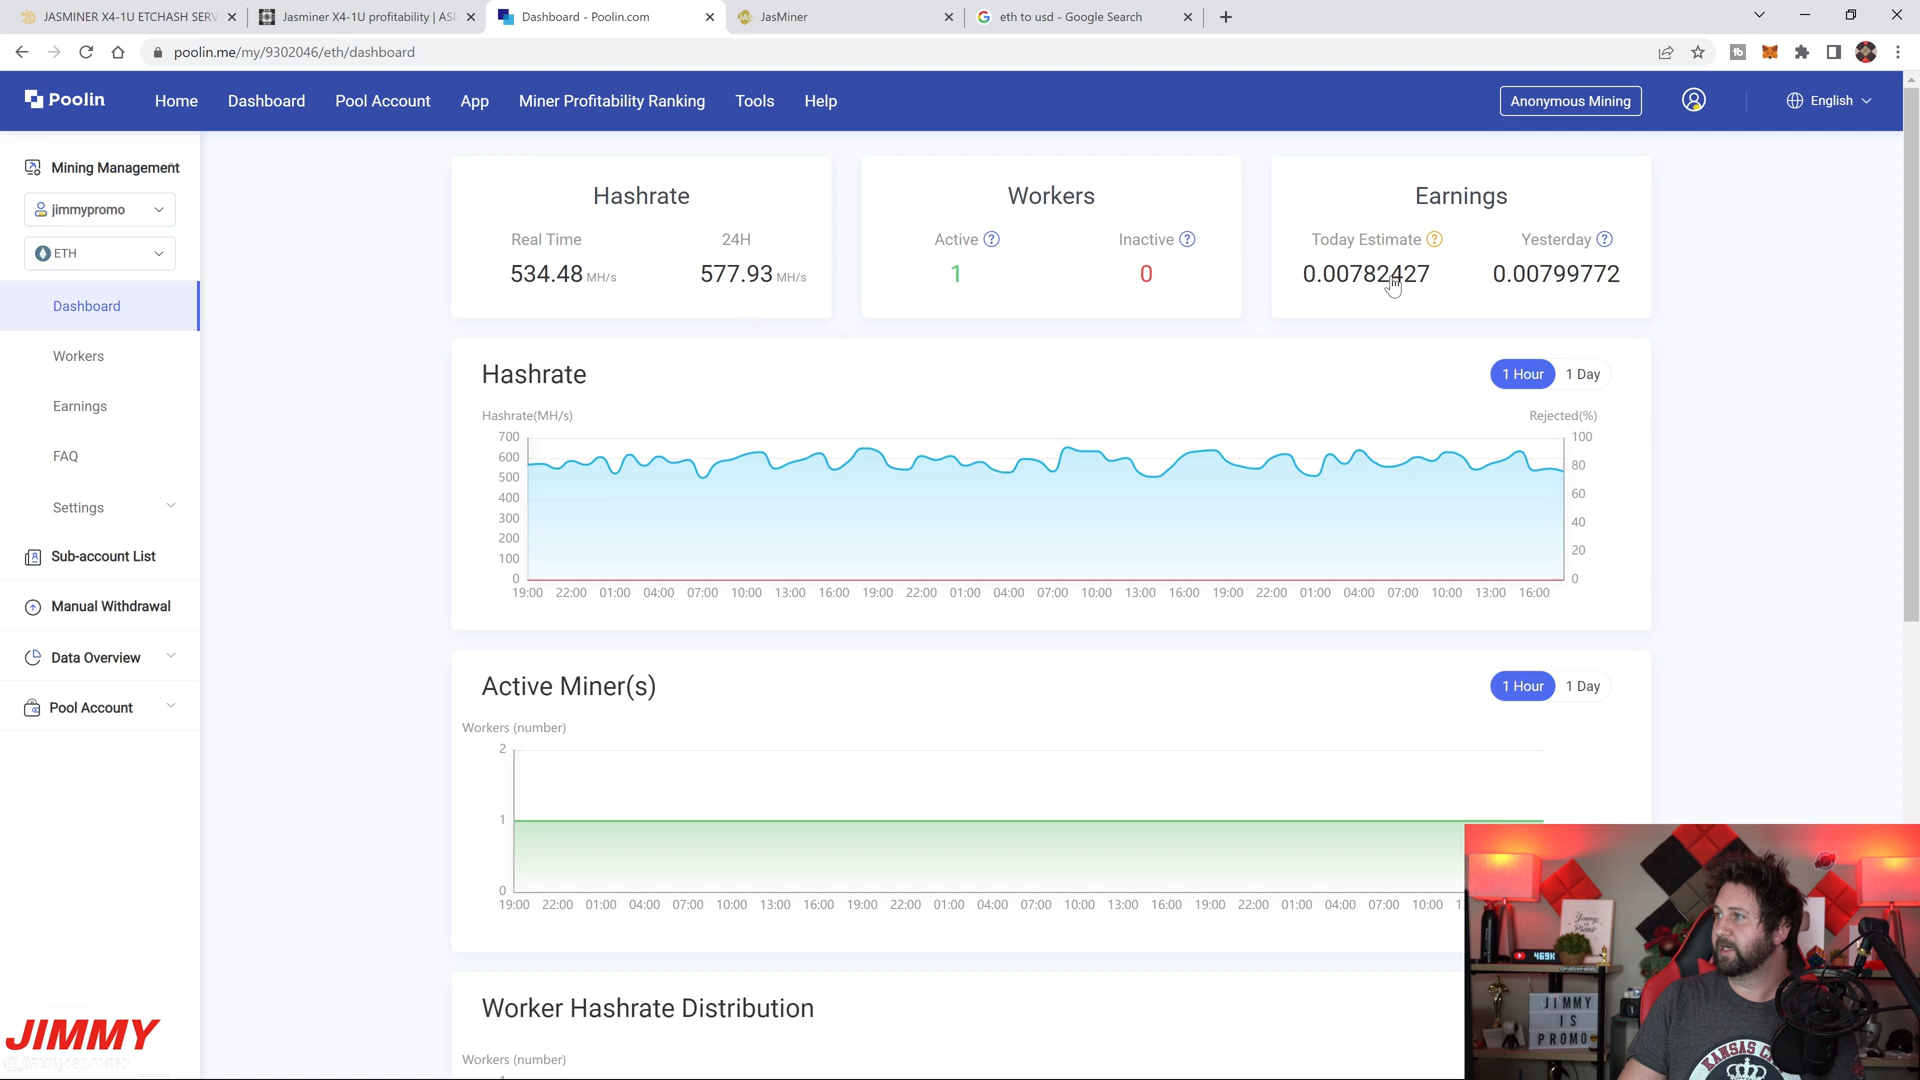 JASMINER X4-1U ETCHASH SERV
Jasminer X4-1U profitability | ASI
Dashboard - Poolin.com
JasMiner
eth to usd - Google Search
poolin.me/my/9302046/eth/dashboard
Poolin
Home
Dashboard
Pool Account
App
Miner Profitability Ranking
Tools
Help
Anonymous Mining
English
Mining Management
jimmypromo
ETH
Dashboard
Workers
Earnings
FAQ
Settings
Sub-account List
Manual Withdrawal
Data Overview
Pool Account
Hashrate
Real Time
24H
534.48 MH/s
577.93 MH/s
Workers
Active
Inactive
1
0
Earnings
Today Estimate
Yesterday
0.00782427
0.00799772
Hashrate
1 Hour
1 Day
Hashrate(MH/s)
Rejected(%)
700
600
500
400
300
200
100
0
100
80
60
40
20
0
19:00 22:00 01:00 04:00 07:00 10:00 13:00 16:00 19:00 22:00 01:00 04:00 07:00 10:00 13:00 16:00 19:00 22:00 01:00 04:00 07:00 10:00 13:00 16:00
Active Miner(s)
1 Hour
1 Day
Workers (number)
2
1
0
19:00 22:00 01:00 04:00 07:00 10:00 13:00 16:00 19:00 22:00 01:00 04:00 07:00 10:00 13:00 16:00 19:00 22:00 01:00 04:00 07:00 10:00
Worker Hashrate Distribution
Workers (number)
JIMMY
@jimmyispromo
469K
JIMMY
IS
PROMO
KANSAS